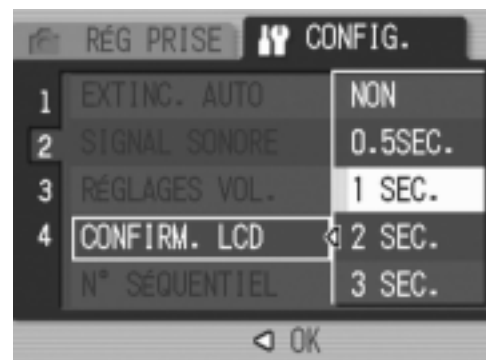 RÉG PRISE CONFIG.
1 EXTINC. AUTO NON
2 SIGNAL SONORE 0.5SEC.
3 RÉGLAGES VOL. 1 SEC.
4 CONFIRM. LCD 2 SEC.
N° SÉQUENTIEL 3 SEC.
OK